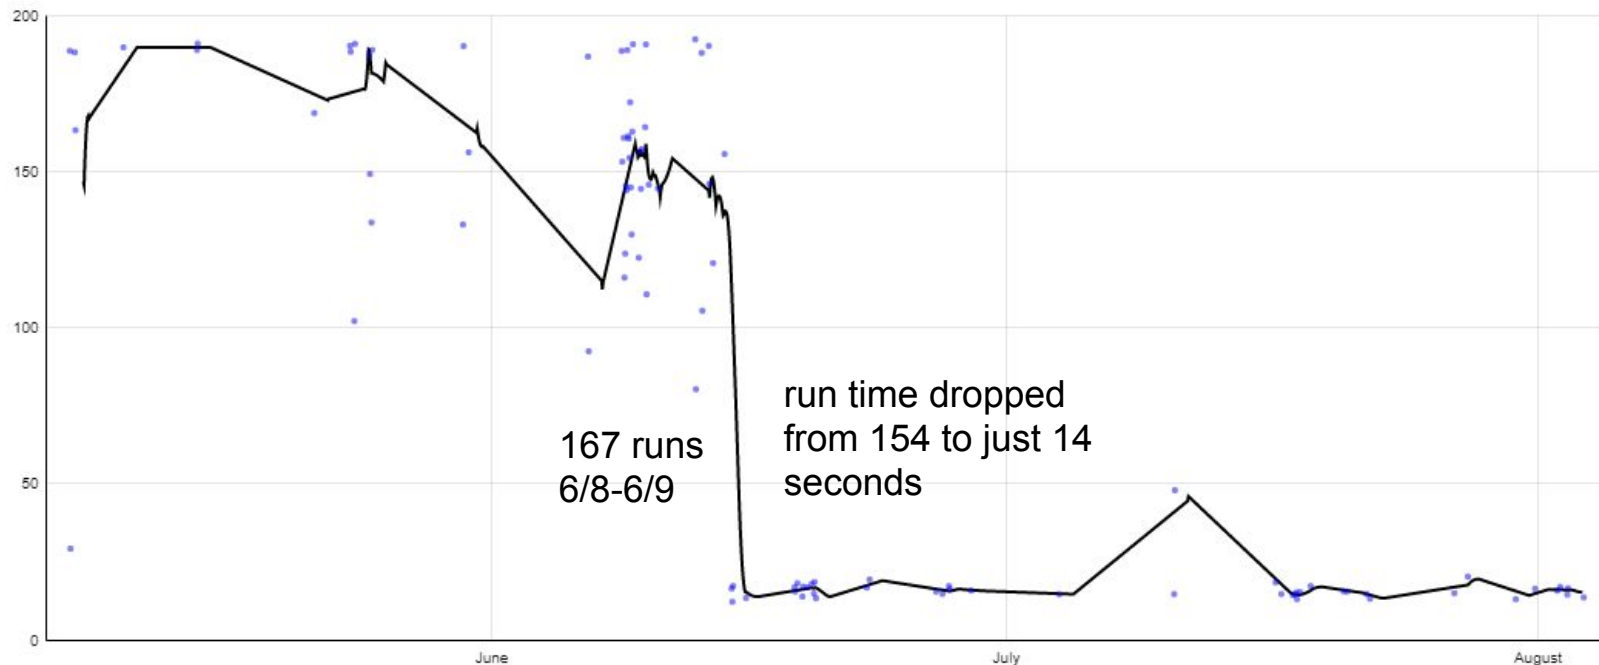 200
150
100
50
0
167 runs
6/8-6/9
run time dropped
from 154 to just 14
seconds
June
July
August